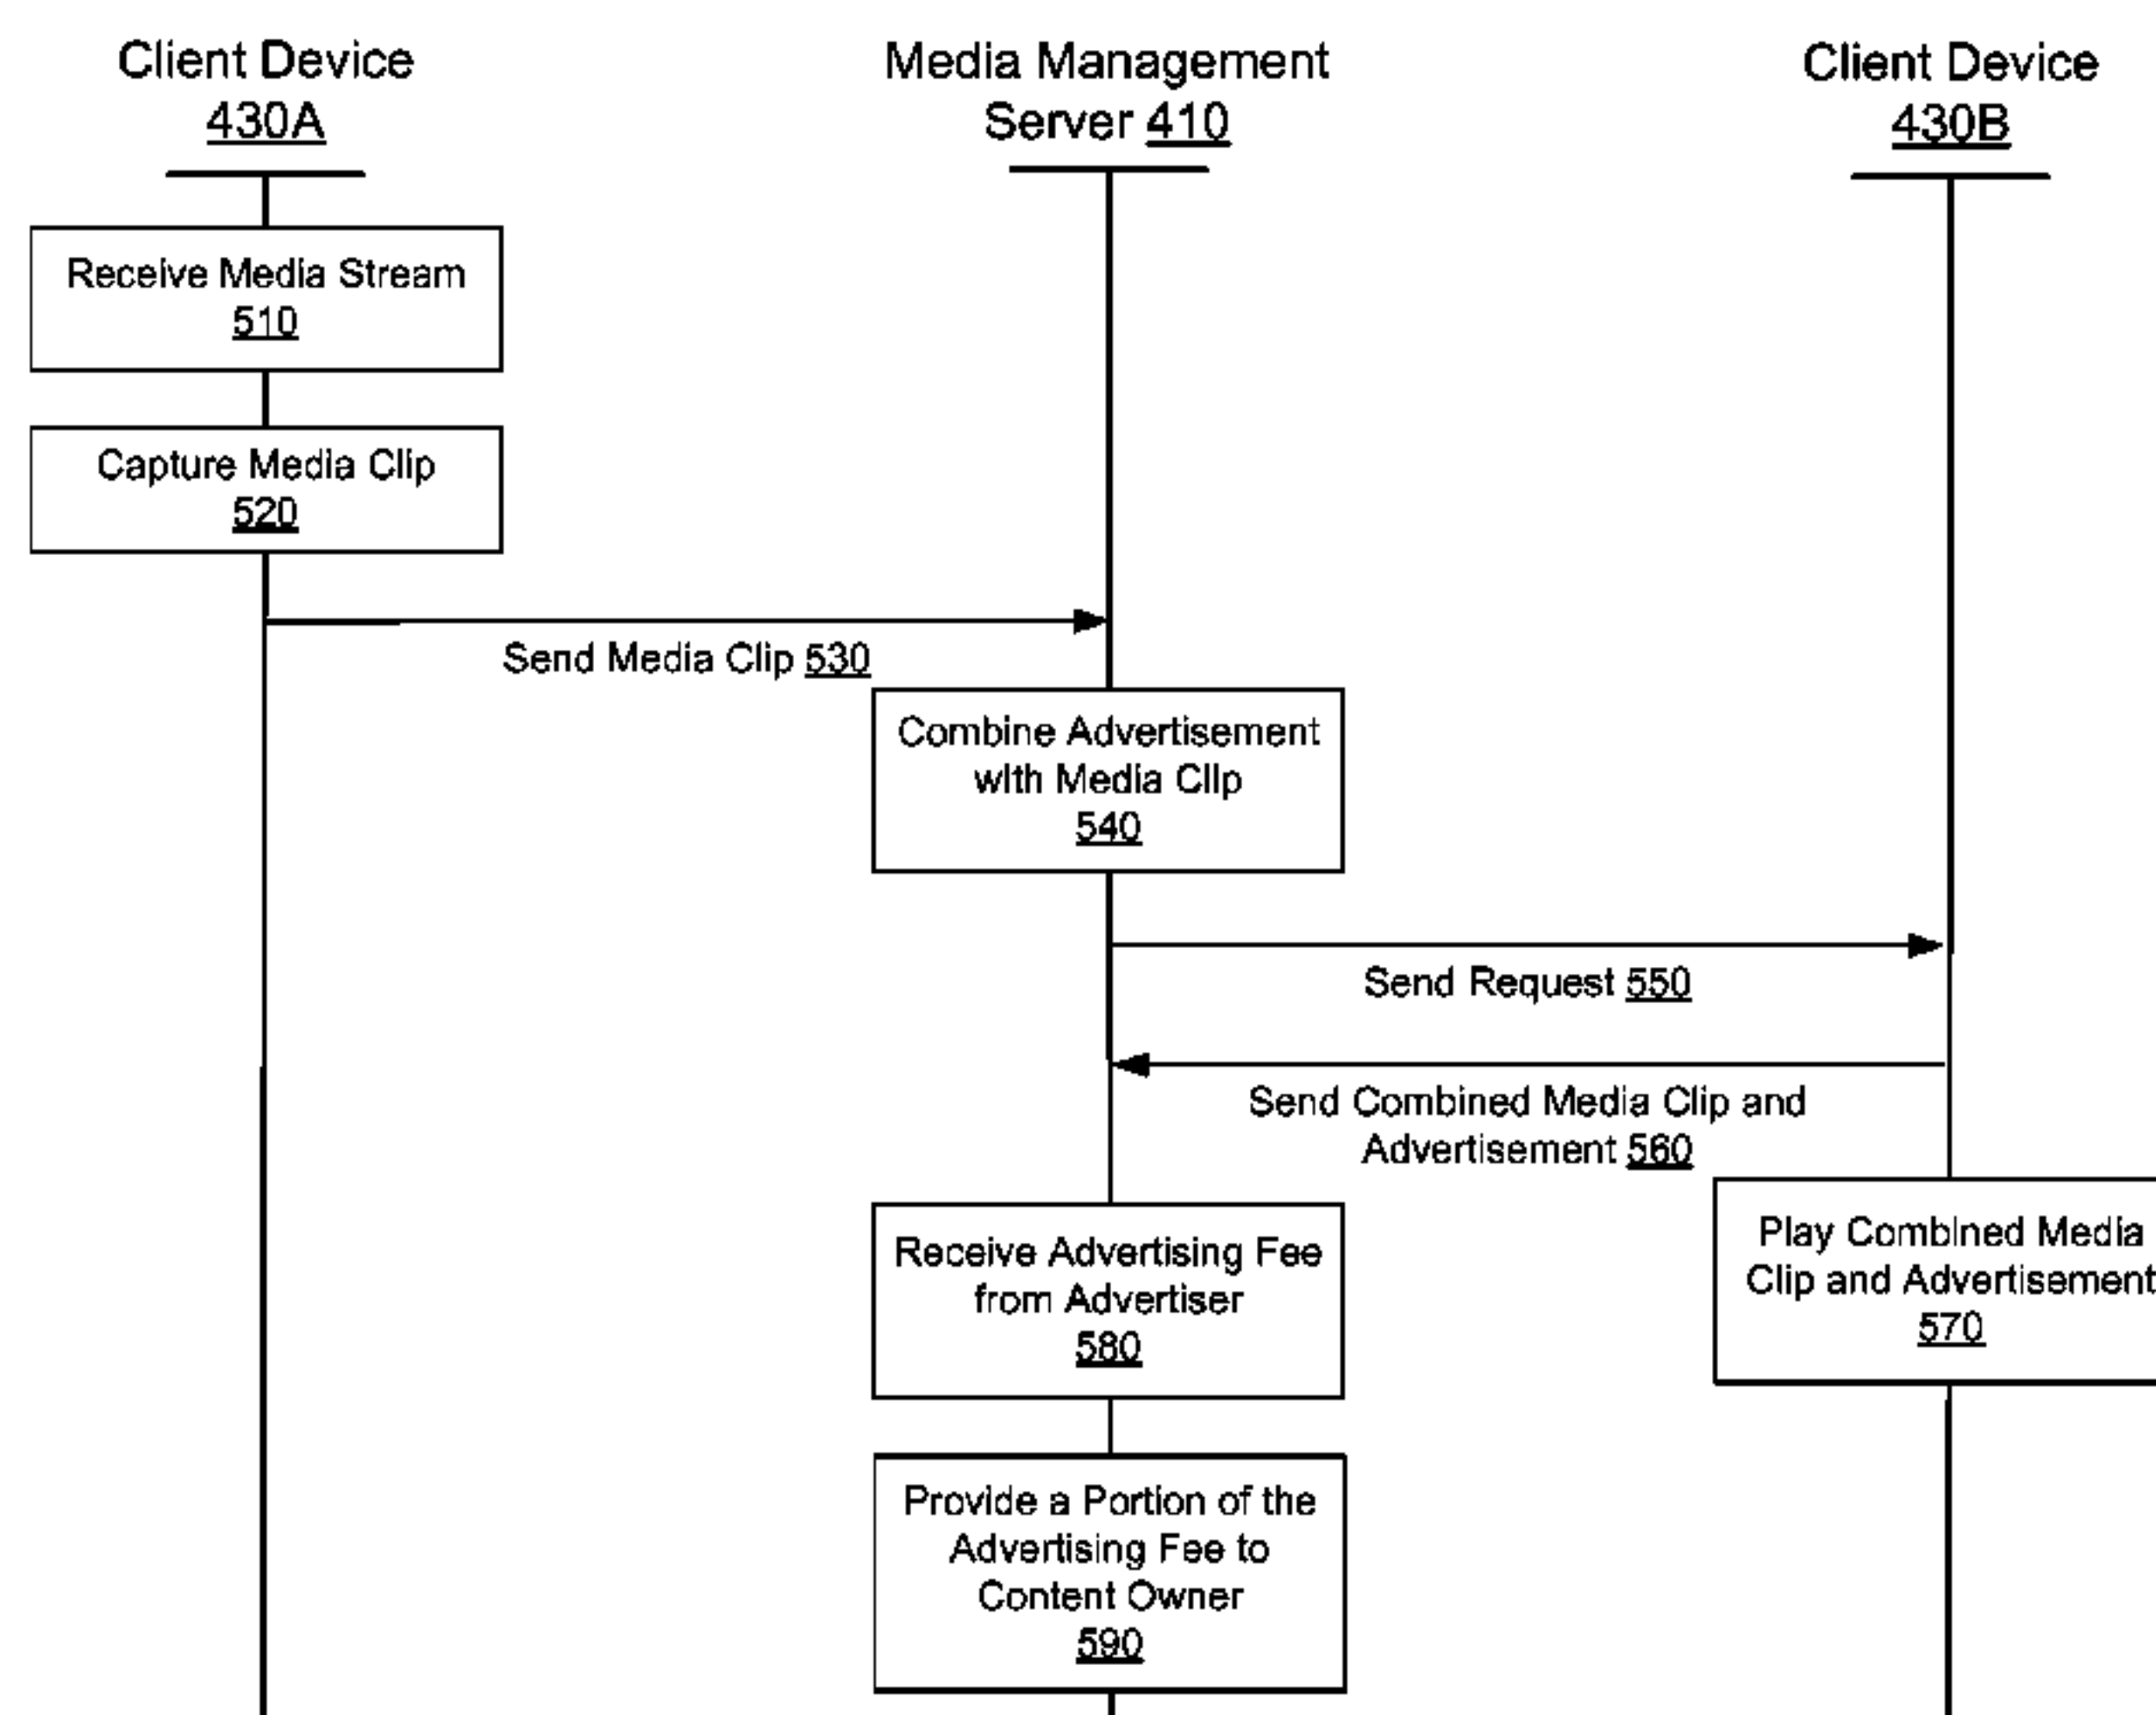 Client Device
430A
Media Management
Server 410
Client Device
430B
Receive Media Stream
510
Capture Media Clip
520
Send Media Clip 530
Combine Advertisement
with Media Clip
540
Send Request 550
Send Combined Media Clip and
Advertisement 560
Receive Advertising Fee
from Advertiser
580
Play Combined Media
Clip and Advertisement
570
Provide a Portion of the
Advertising Fee to
Content Owner
590